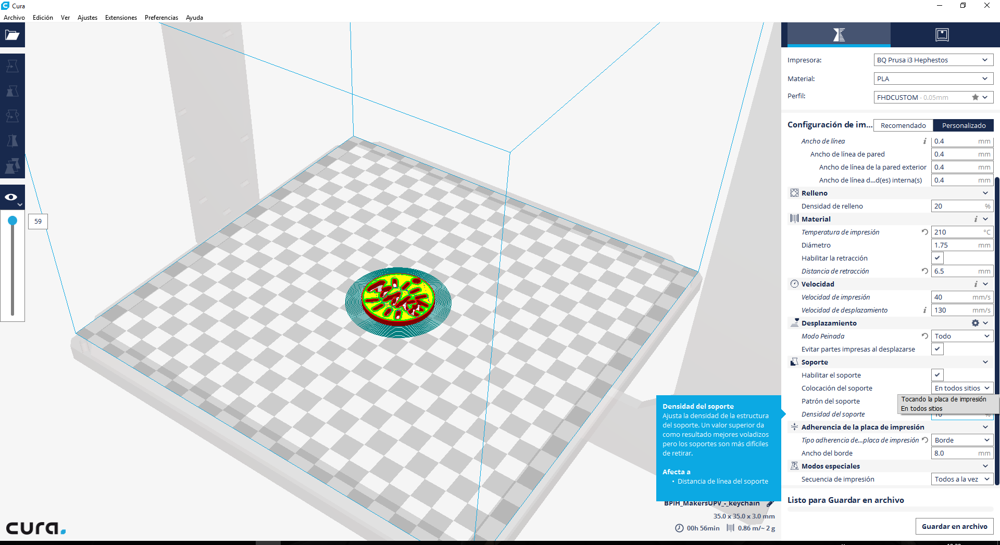 Cura
Archivo Edición Ver Ajustes Extensiones Preferencias Ayuda
59
Impresora: BQ Prusa i3 Hephestos
Material: PLA
Perfil: FHDCUSTOM - 0.05mm
Configuración de im... Recomendado Personalizado
Ancho de línea i 0.4 mm
Ancho de línea de pared 0.4 mm
Ancho de línea de la pared exterior 0.4 mm
Ancho de línea d...d(es) interna(s) 0.4 mm
Relleno
Densidad de relleno 20 %
Material i
Temperatura de impresión 210 °C
Diámetro 1.75 mm
Habilitar la retracción
Distancia de retracción 6.5 mm
Velocidad i
Velocidad de impresión 40 mm/s
Velocidad de desplazamiento i 130 mm/s
Desplazamiento
Modo Peinada Todo
Evitar partes impresas al desplazarse
Soporte
Habilitar el soporte
Colocación del soporte En todos sitios
Tocando la placa de impresión
En todos sitios
Patrón del soporte
Densidad del soporte %
Adherencia de la placa de impresión
Tipo adherencia de...placa de impresión Borde
Ancho del borde 8.0 mm
Modos especiales
Secuencia de impresión Todos a la vez
Densidad del soporte
Ajusta la densidad de la estructura
del soporte. Un valor superior da
como resultado mejores voladizos
pero los soportes son más difíciles
de retirar.
Afecta a
• Distancia de línea del soporte
BPIH_MakersUPV_-_keychain
35.0 x 35.0 x 3.0 mm
00h 56min 0.86 m/~ 2 g
Listo para Guardar en archivo
Guardar en archivo
cura.